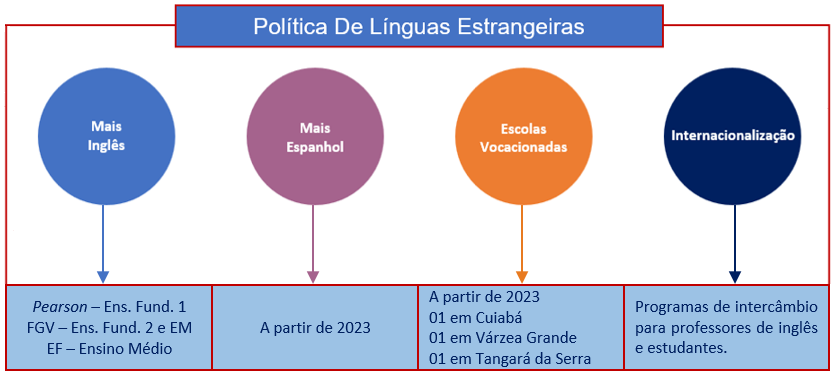 Política De Línguas Estrangeiras
Mais
Inglês
Mais
Espanhol
Escolas
Vocacionadas
Internacionalização
Pearson – Ens. Fund. 1
FGV – Ens. Fund. 2 e EM
EF – Ensino Médio
A partir de 2023
A partir de 2023
01 em Cuiabá
01 em Várzea Grande
01 em Tangará da Serra
Programas de intercâmbio
para professores de inglês
e estudantes.